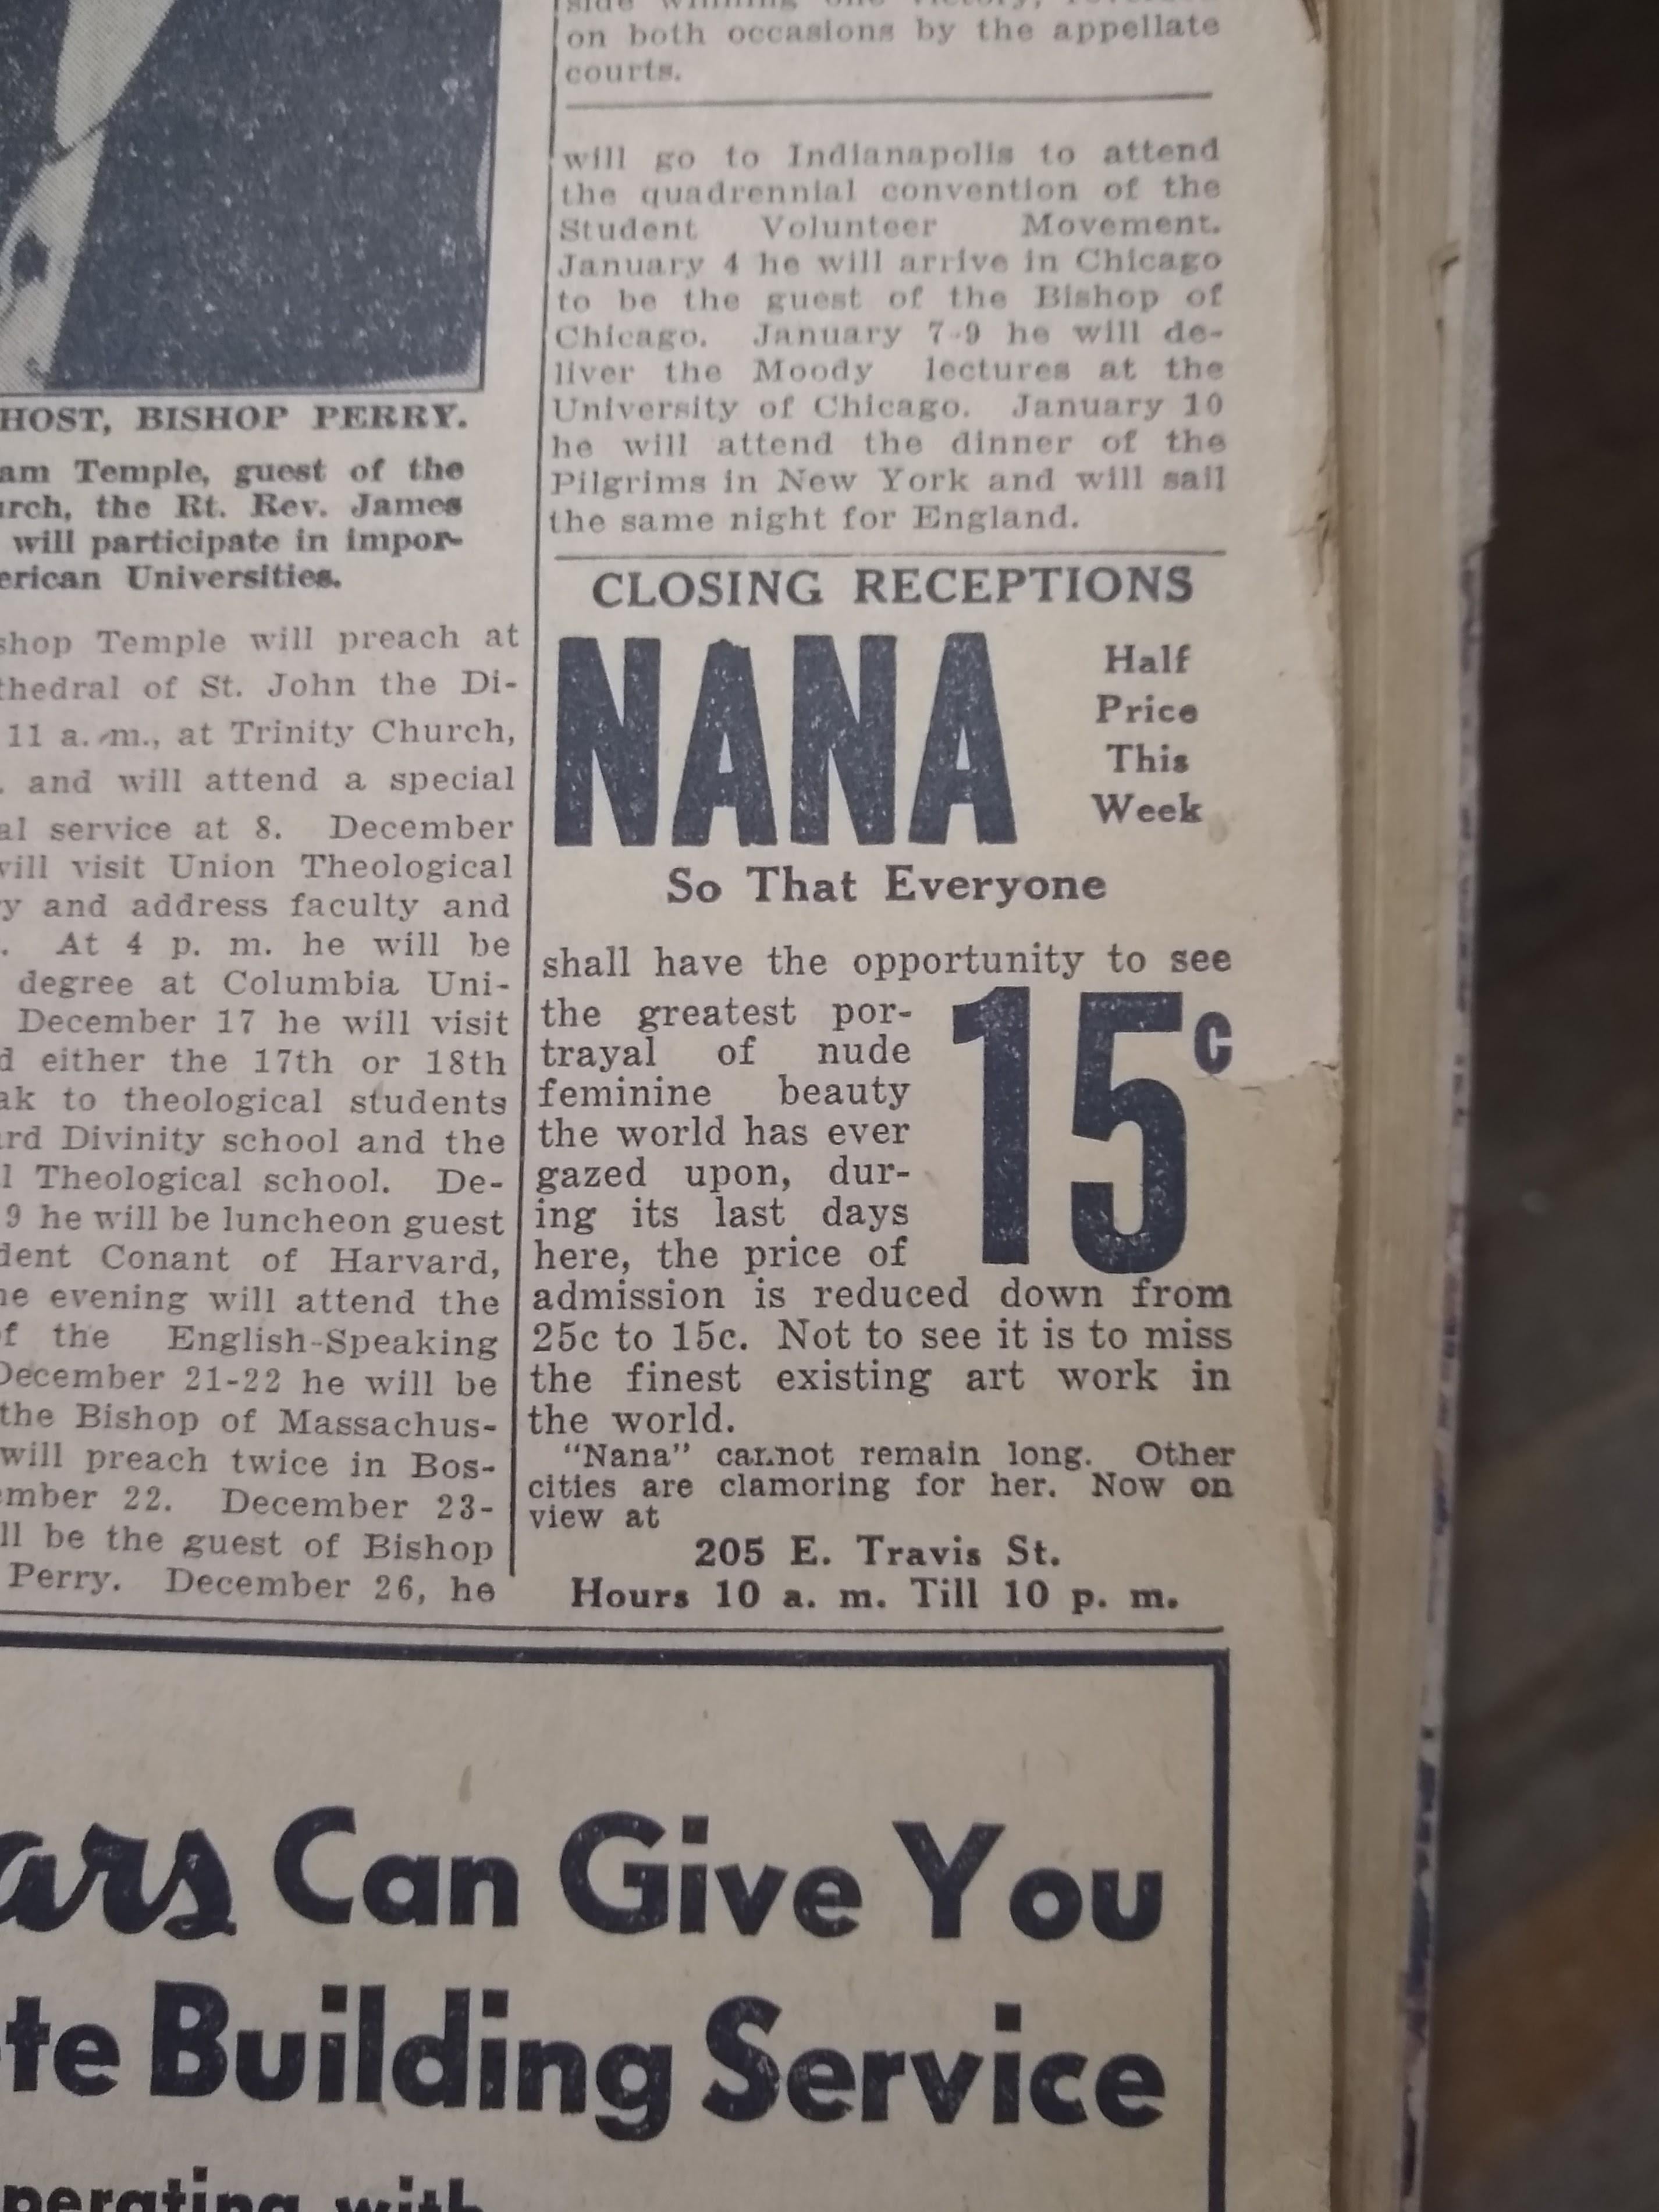 HOST, BISHOP PERRY.
Temple, guest of the
the Rt. Rev. James
will participate in impor-
Universities.
Temple will preach at
of St. John the Di-
11 a. m., at Trinity Church,
and will attend a special
service at 8. December
visit Union Theological
and address faculty and
At 4 p. m. he will be
degree at Columbia Uni-
December 17 he will visit
either the 17th or 18th
to theological students
Divinity school and the
Theological school. De-
9 he will be luncheon guest
Conant of Harvard,
evening will attend the
the English-Speaking
December 21-22 he will be
the Bishop of Massachus-
will preach twice in Bos-
22. December 23-
be the guest of Bishop
Perry. December 26, he
on both occasions by the appellate
courts.
will go to Indianapolis to attend
the quadrennial convention of the
Student Volunteer Movement.
January 4 he will arrive in Chicago
to be the guest of the Bishop of
Chicago. January 7-9 he will de-
liver the Moody lectures at the
University of Chicago. January 10
he will attend the dinner of the
Pilgrims in New York and will sail
the same night for England.
CLOSING RECEPTIONS
NANA
Half
Price
This
Week
So That Everyone
shall have the opportunity to see
the greatest por-
trayal of nude
feminine beauty
the world has ever
gazed upon, dur-
ing its last days
here, the price of
15c
admission is reduced down from
25c to 15c. Not to see it is to miss
the finest existing art work in
the world.
"Nana" cannot remain long. Other
cities are clamoring for her. Now on
view at
205 E. Travis St.
Hours 10 a. m. Till 10 p. m.
Can Give You
Building Service
with